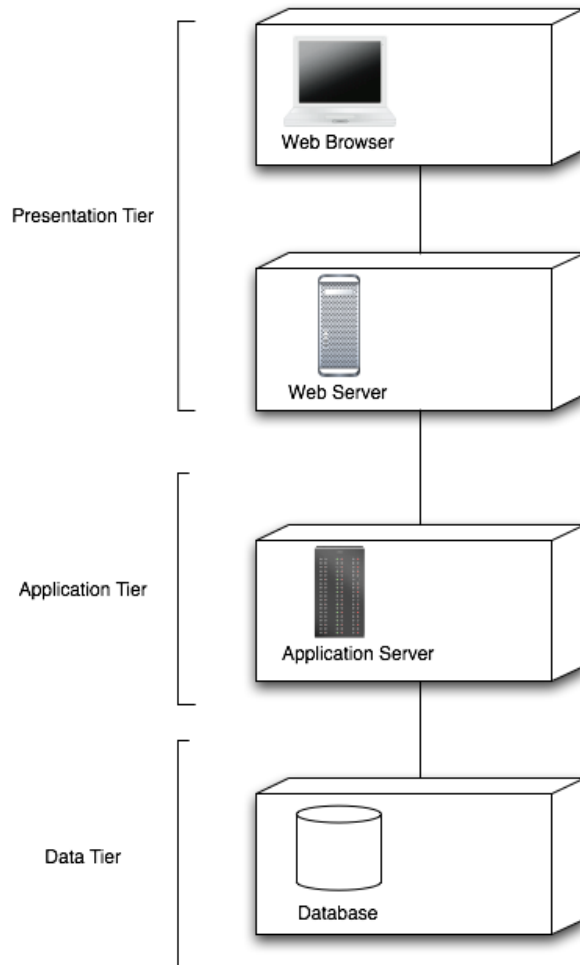 Web Browser
Presentation Tier
Web Server
Application Tier
Application Server
Data Tier
Database